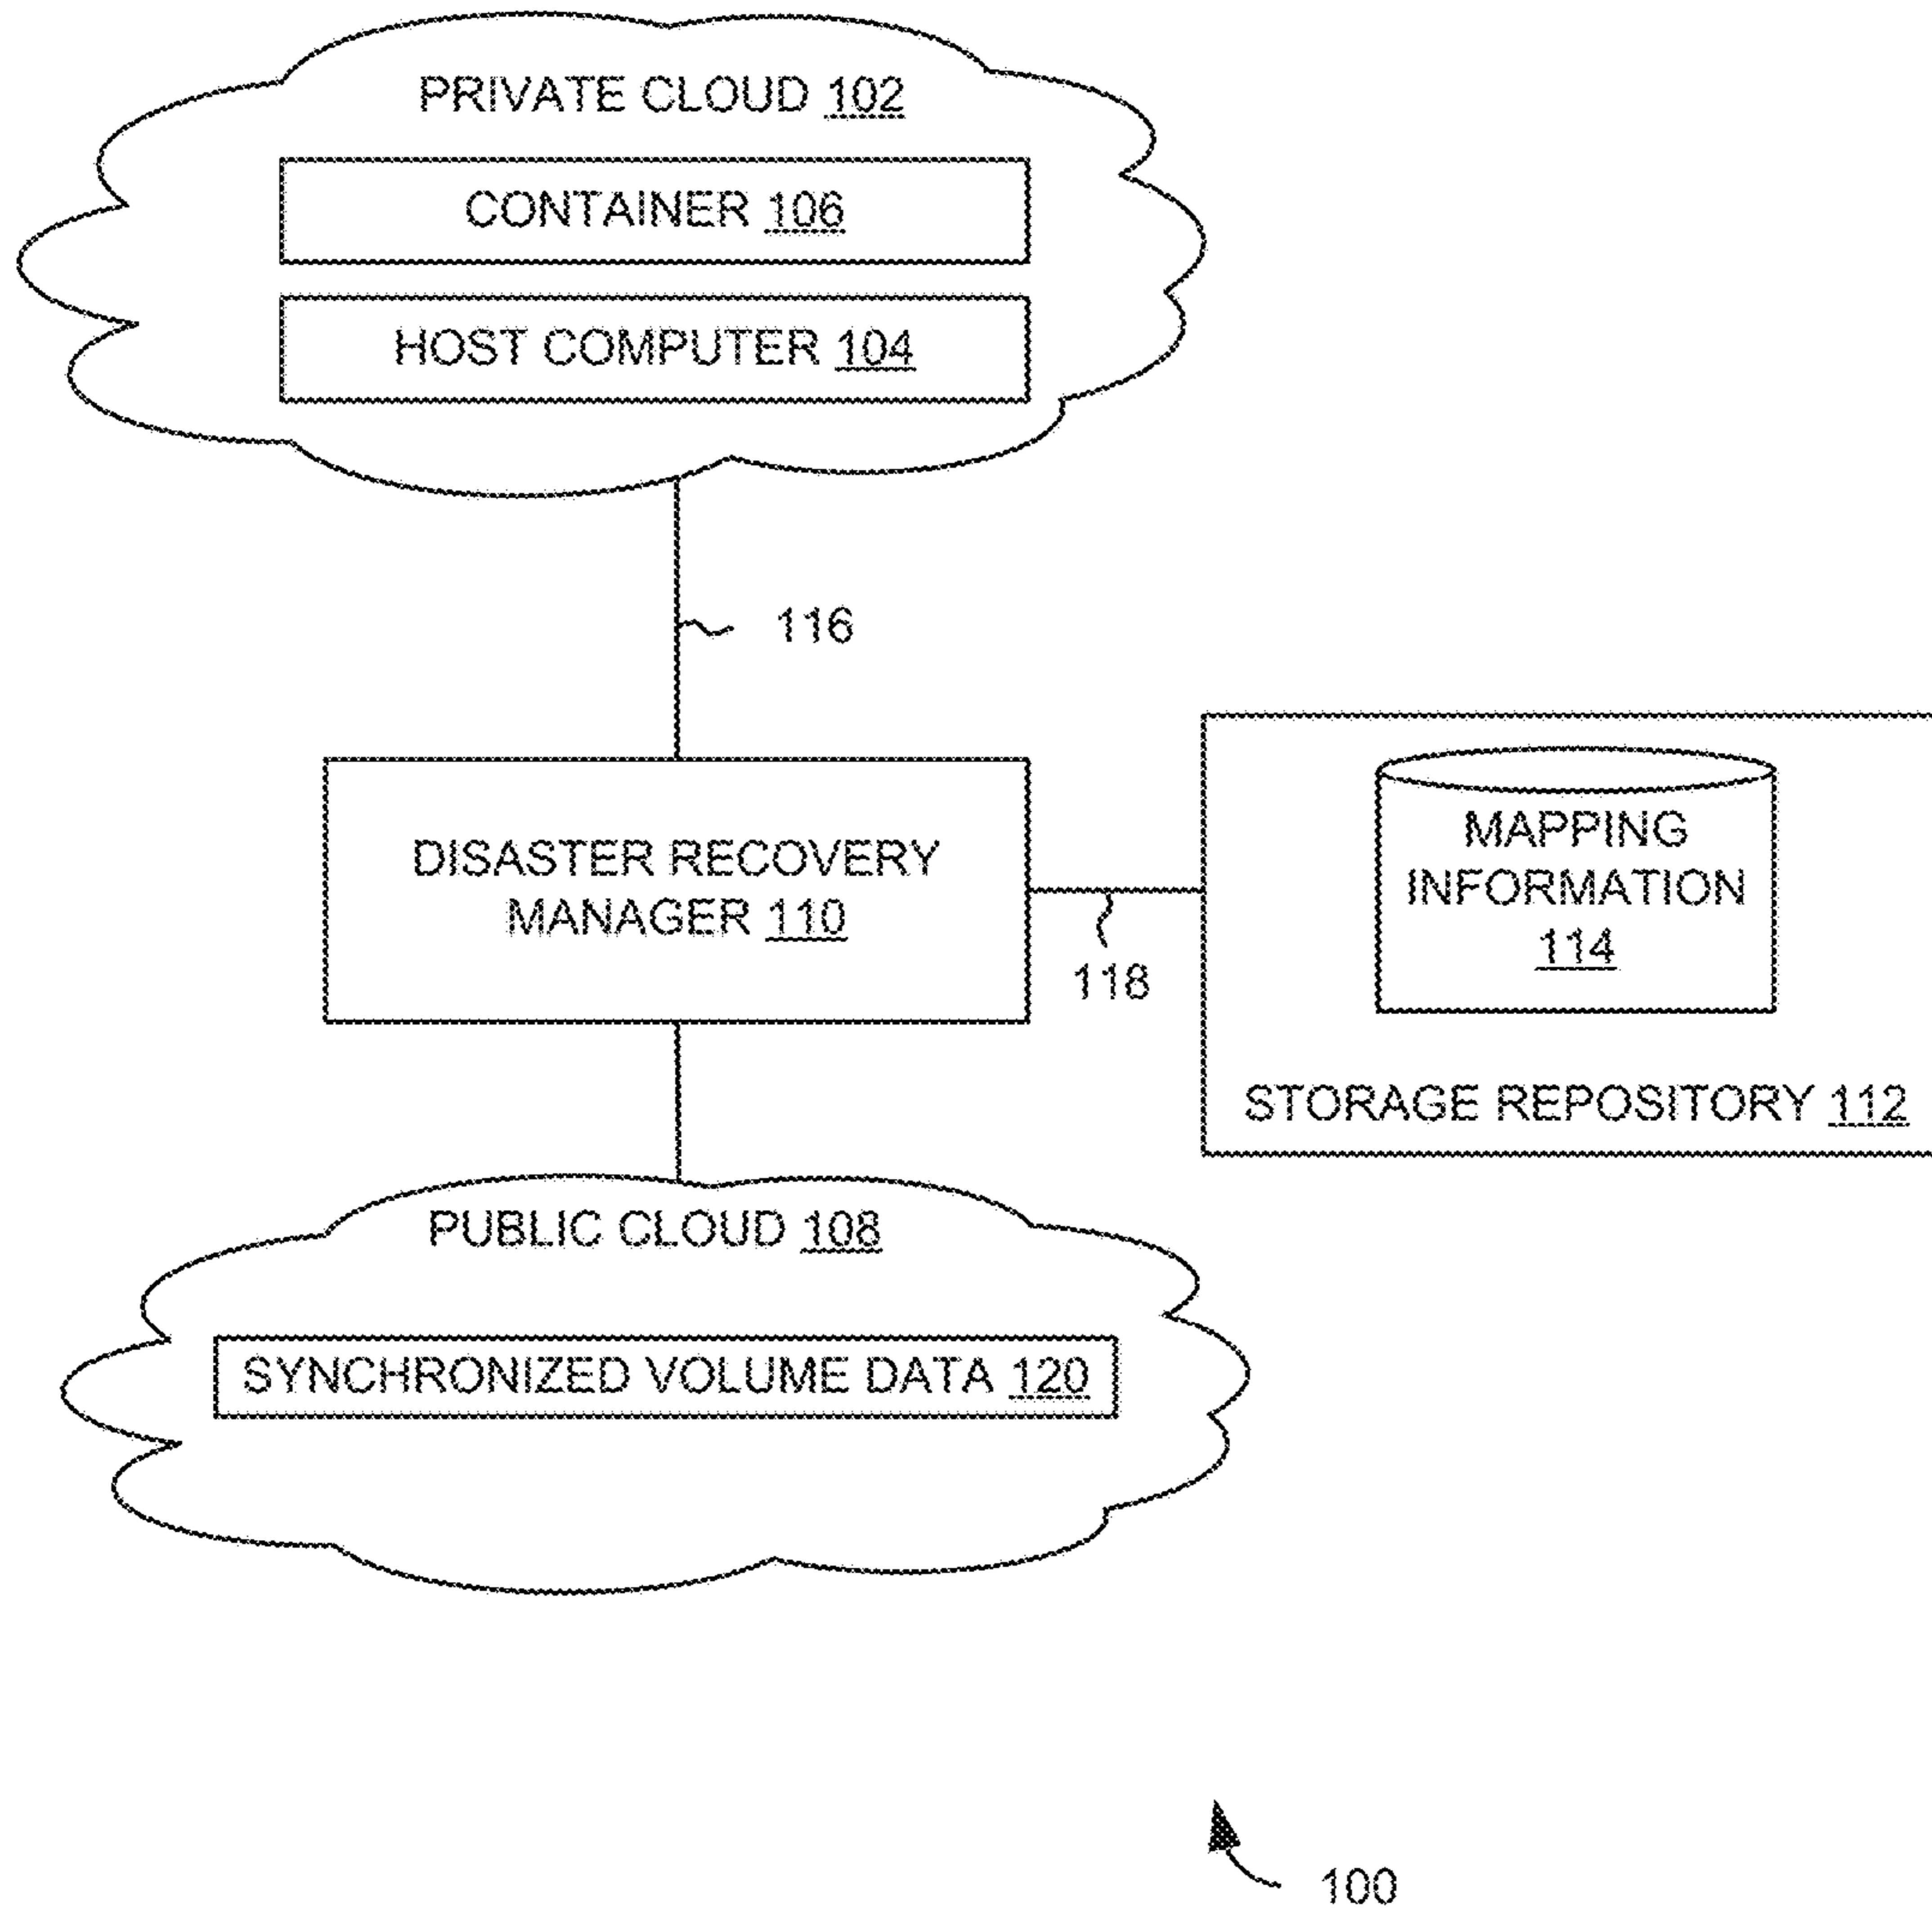 PRIVATE CLOUD 102
CONTAINER 106
HOST COMPUTER 104
116
DISASTER RECOVERY
MANAGER 110
118
MAPPING
INFORMATION
114
STORAGE REPOSITORY 112
PUBLIC CLOUD 108
SYNCHRONIZED VOLUME DATA 120
100